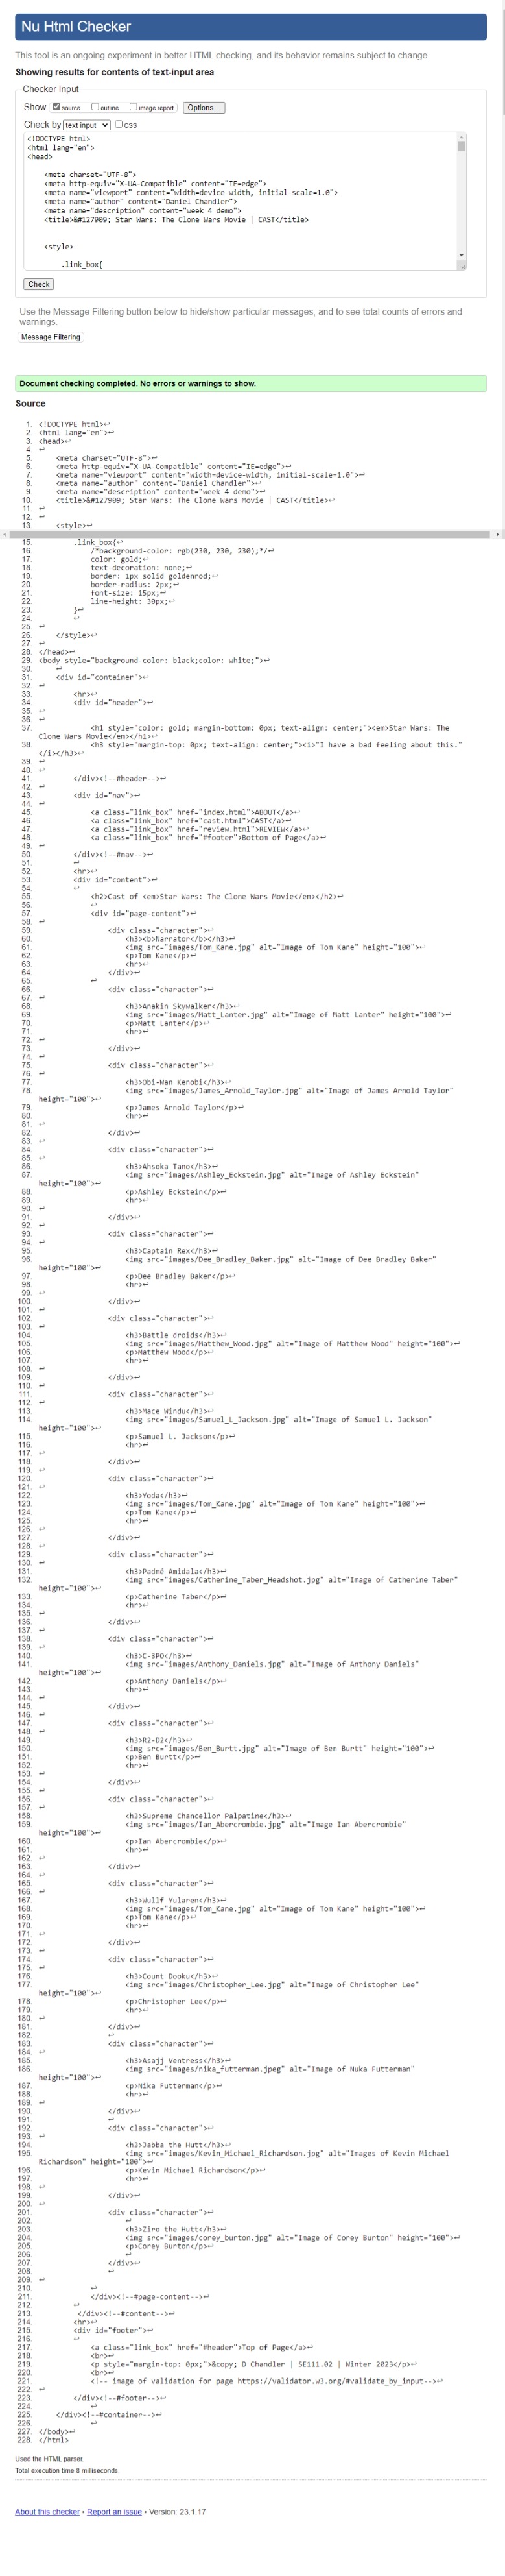 Nu Html Checker
This tool is an ongoing experiment in better HTML checking, and its behavior remains subject to change
Showing results for contents of text-input area
Checker Input
Show source outline image report Options...
Check by text input css
<!DOCTYPE html>
<html lang="en">
<head>
<meta charset="UTF-8">
<meta http-equiv="X-UA-Compatible" content="IE=edge">
<meta name="viewport" content="width=device-width, initial-scale=1.0">
<meta name="author" content="Daniel Chandler">
<meta name="description" content="week 4 demo">
<title>&#127909; Star Wars: The Clone Wars Movie | CAST</title>
<style>
.link_box{
Check
Use the Message Filtering button below to hide/show particular messages, and to see total counts of errors and
warnings.
Message Filtering
Document checking completed. No errors or warnings to show.
Source
1. <!DOCTYPE html>↩
2. <html lang="en">↩
3. <head>↩
4. ↩
5. <meta charset="UTF-8">↩
6. <meta http-equiv="X-UA-Compatible" content="IE=edge">↩
7. <meta name="viewport" content="width=device-width, initial-scale=1.0">↩
8. <meta name="author" content="Daniel Chandler">↩
9. <meta name="description" content="week 4 demo">↩
10. <title>&#127909; Star Wars: The Clone Wars Movie | CAST</title>↩
11. ↩
12. ↩
13. <style>↩
15. .link_box{↩
16. /*background-color: rgb(230, 230, 230);*/↩
17. color: gold;↩
18. text-decoration: none;↩
19. border: 1px solid goldenrod;↩
20. border-radius: 2px;↩
21. font-size: 15px;↩
22. line-height: 30px;↩
23. }↩
24. ↩
25. ↩
26. </style>↩
27. ↩
28. </head>↩
29. <body style="background-color: black;color: white;">↩
30. ↩
31. <div id="container">↩
32. ↩
33. <hr>↩
34. <div id="header">↩
35. ↩
36. ↩
37. <h1 style="color: gold; margin-bottom: 0px; text-align: center;"><em>Star Wars: The
Clone Wars Movie</em></h1>↩
38. <h3 style="margin-top: 0px; text-align: center;"><i>"I have a bad feeling about this."
</i></h3>↩
39. ↩
40. ↩
41. </div><!--#header-->↩
42. ↩
43. <div id="nav">↩
44. ↩
45. <a class="link_box" href="index.html">ABOUT</a>↩
46. <a class="link_box" href="cast.html">CAST</a>↩
47. <a class="link_box" href="review.html">REVIEW</a>↩
48. <a class="link_box" href="#footer">Bottom of Page</a>↩
49. ↩
50. </div><!--#nav-->↩
51. ↩
52. <hr>↩
53. <div id="content">↩
54. ↩
55. <h2>Cast of <em>Star Wars: The Clone Wars Movie</em></h2>↩
56. ↩
57. <div id="page-content">↩
58. ↩
59. <div class="character">↩
60. <h3><b>Narrator</b></h3>↩
61. <img src="images/Tom_Kane.jpg" alt="Image of Tom Kane" height="100">↩
62. <p>Tom Kane</p>↩
63. <hr>↩
64. </div>↩
65. ↩
66. <div class="character">↩
67. ↩
68. <h3>Anakin Skywalker</h3>↩
69. <img src="images/Matt_Lanter.jpg" alt="Image of Matt Lanter" height="100">↩
70. <p>Matt Lanter</p>↩
71. <hr>↩
72. ↩
73. </div>↩
74. ↩
75. <div class="character">↩
76. ↩
77. <h3>Obi-Wan Kenobi</h3>↩
78. <img src="images/James_Arnold_Taylor.jpg" alt="Image of James Arnold Taylor"
height="100">↩
79. <p>James Arnold Taylor</p>↩
80. <hr>↩
81. ↩
82. </div>↩
83. ↩
84. <div class="character">↩
85. ↩
86. <h3>Ahsoka Tano</h3>↩
87. <img src="images/Ashley_Eckstein.jpg" alt="Image of Ashley Eckstein"
height="100">↩
88. <p>Ashley Eckstein</p>↩
89. <hr>↩
90. ↩
91. </div>↩
92. ↩
93. <div class="character">↩
94. ↩
95. <h3>Captain Rex</h3>↩
96. <img src="images/Dee_Bradley_Baker.jpg" alt="Image of Dee Bradley Baker"
height="100">↩
97. <p>Dee Bradley Baker</p>↩
98. <hr>↩
99. ↩
100. </div>↩
101. ↩
102. <div class="character">↩
103. ↩
104. <h3>Battle droids</h3>↩
105. <img src="images/Matthew_Wood.jpg" alt="Image of Matthew Wood" height="100">↩
106. <p>Matthew Wood</p>↩
107. <hr>↩
108. ↩
109. </div>↩
110. ↩
111. <div class="character">↩
112. ↩
113. <h3>Mace Windu</h3>↩
114. <img src="images/Samuel_L_Jackson.jpg" alt="Image of Samuel L. Jackson"
height="100">↩
115. <p>Samuel L. Jackson</p>↩
116. <hr>↩
117. ↩
118. </div>↩
119. ↩
120. <div class="character">↩
121. ↩
122. <h3>Yoda</h3>↩
123. <img src="images/Tom_Kane.jpg" alt="Image of Tom Kane" height="100">↩
124. <p>Tom Kane</p>↩
125. <hr>↩
126. ↩
127. </div>↩
128. ↩
129. <div class="character">↩
130. ↩
131. <h3>Padmé Amidala</h3>↩
132. <img src="images/Catherine_Taber_Headshot.jpg" alt="Image of Catherine Taber"
height="100">↩
133. <p>Catherine Taber</p>↩
134. <hr>↩
135. ↩
136. </div>↩
137. ↩
138. <div class="character">↩
139. ↩
140. <h3>C-3PO</h3>↩
141. <img src="images/Anthony_Daniels.jpg" alt="Image of Anthony Daniels"
height="100">↩
142. <p>Anthony Daniels</p>↩
143. <hr>↩
144. ↩
145. </div>↩
146. ↩
147. <div class="character">↩
148. ↩
149. <h3>R2-D2</h3>↩
150. <img src="images/Ben_Burtt.jpg" alt="Image of Ben Burtt" height="100">↩
151. <p>Ben Burtt</p>↩
152. <hr>↩
153. ↩
154. </div>↩
155. ↩
156. <div class="character">↩
157. ↩
158. <h3>Supreme Chancellor Palpatine</h3>↩
159. <img src="images/Ian_Abercrombie.jpg" alt="Image Ian Abercrombie"
height="100">↩
160. <p>Ian Abercrombie</p>↩
161. <hr>↩
162. ↩
163. </div>↩
164. ↩
165. <div class="character">↩
166. ↩
167. <h3>Wullf Yularen</h3>↩
168. <img src="images/Tom_Kane.jpg" alt="Image of Tom Kane" height="100">↩
169. <p>Tom Kane</p>↩
170. <hr>↩
171. ↩
172. </div>↩
173. ↩
174. <div class="character">↩
175. ↩
176. <h3>Count Dooku</h3>↩
177. <img src="images/Christopher_Lee.jpg" alt="Image of Christopher Lee"
height="100">↩
178. <p>Christopher Lee</p>↩
179. <hr>↩
180. ↩
181. </div>↩
182. ↩
183. <div class="character">↩
184. ↩
185. <h3>Asajj Ventress</h3>↩
186. <img src="images/nika_futterman.jpeg" alt="Image of Nuka Futterman"
height="100">↩
187. <p>Nika Futterman</p>↩
188. <hr>↩
189. ↩
190. </div>↩
191. ↩
192. <div class="character">↩
193. ↩
194. <h3>Jabba the Hutt</h3>↩
195. <img src="images/Kevin_Michael_Richardson.jpg" alt="Images of Kevin Michael
Richardson" height="100">↩
196. <p>Kevin Michael Richardson</p>↩
197. <hr>↩
198. ↩
199. </div>↩
200. ↩
201. <div class="character">↩
202. ↩
203. <h3>Ziro the Hutt</h3>↩
204. <img src="images/corey_burton.jpg" alt="Image of Corey Burton" height="100">↩
205. <p>Corey Burton</p>↩
206. ↩
207. </div>↩
208. ↩
209. ↩
210. ↩
211. </div><!--#page-content-->↩
212. ↩
213. </div><!--#content-->↩
214. <hr>↩
215. <div id="footer">↩
216. ↩
217. <a class="link_box" href="#header">Top of Page</a>↩
218. <br>↩
219. <p style="margin-top: 0px;">&copy; D Chandler | SE111.02 | Winter 2023</p>↩
220. <br>↩
221. <!-- image of validation for page https://validator.w3.org/#validate_by_input-->↩
222. ↩
223. </div><!--#footer-->↩
224. ↩
225. </div><!--#container-->↩
226. ↩
227. </body>↩
228. </html>
Used the HTML parser.
Total execution time 8 milliseconds.
About this checker • Report an issue • Version: 23.1.17